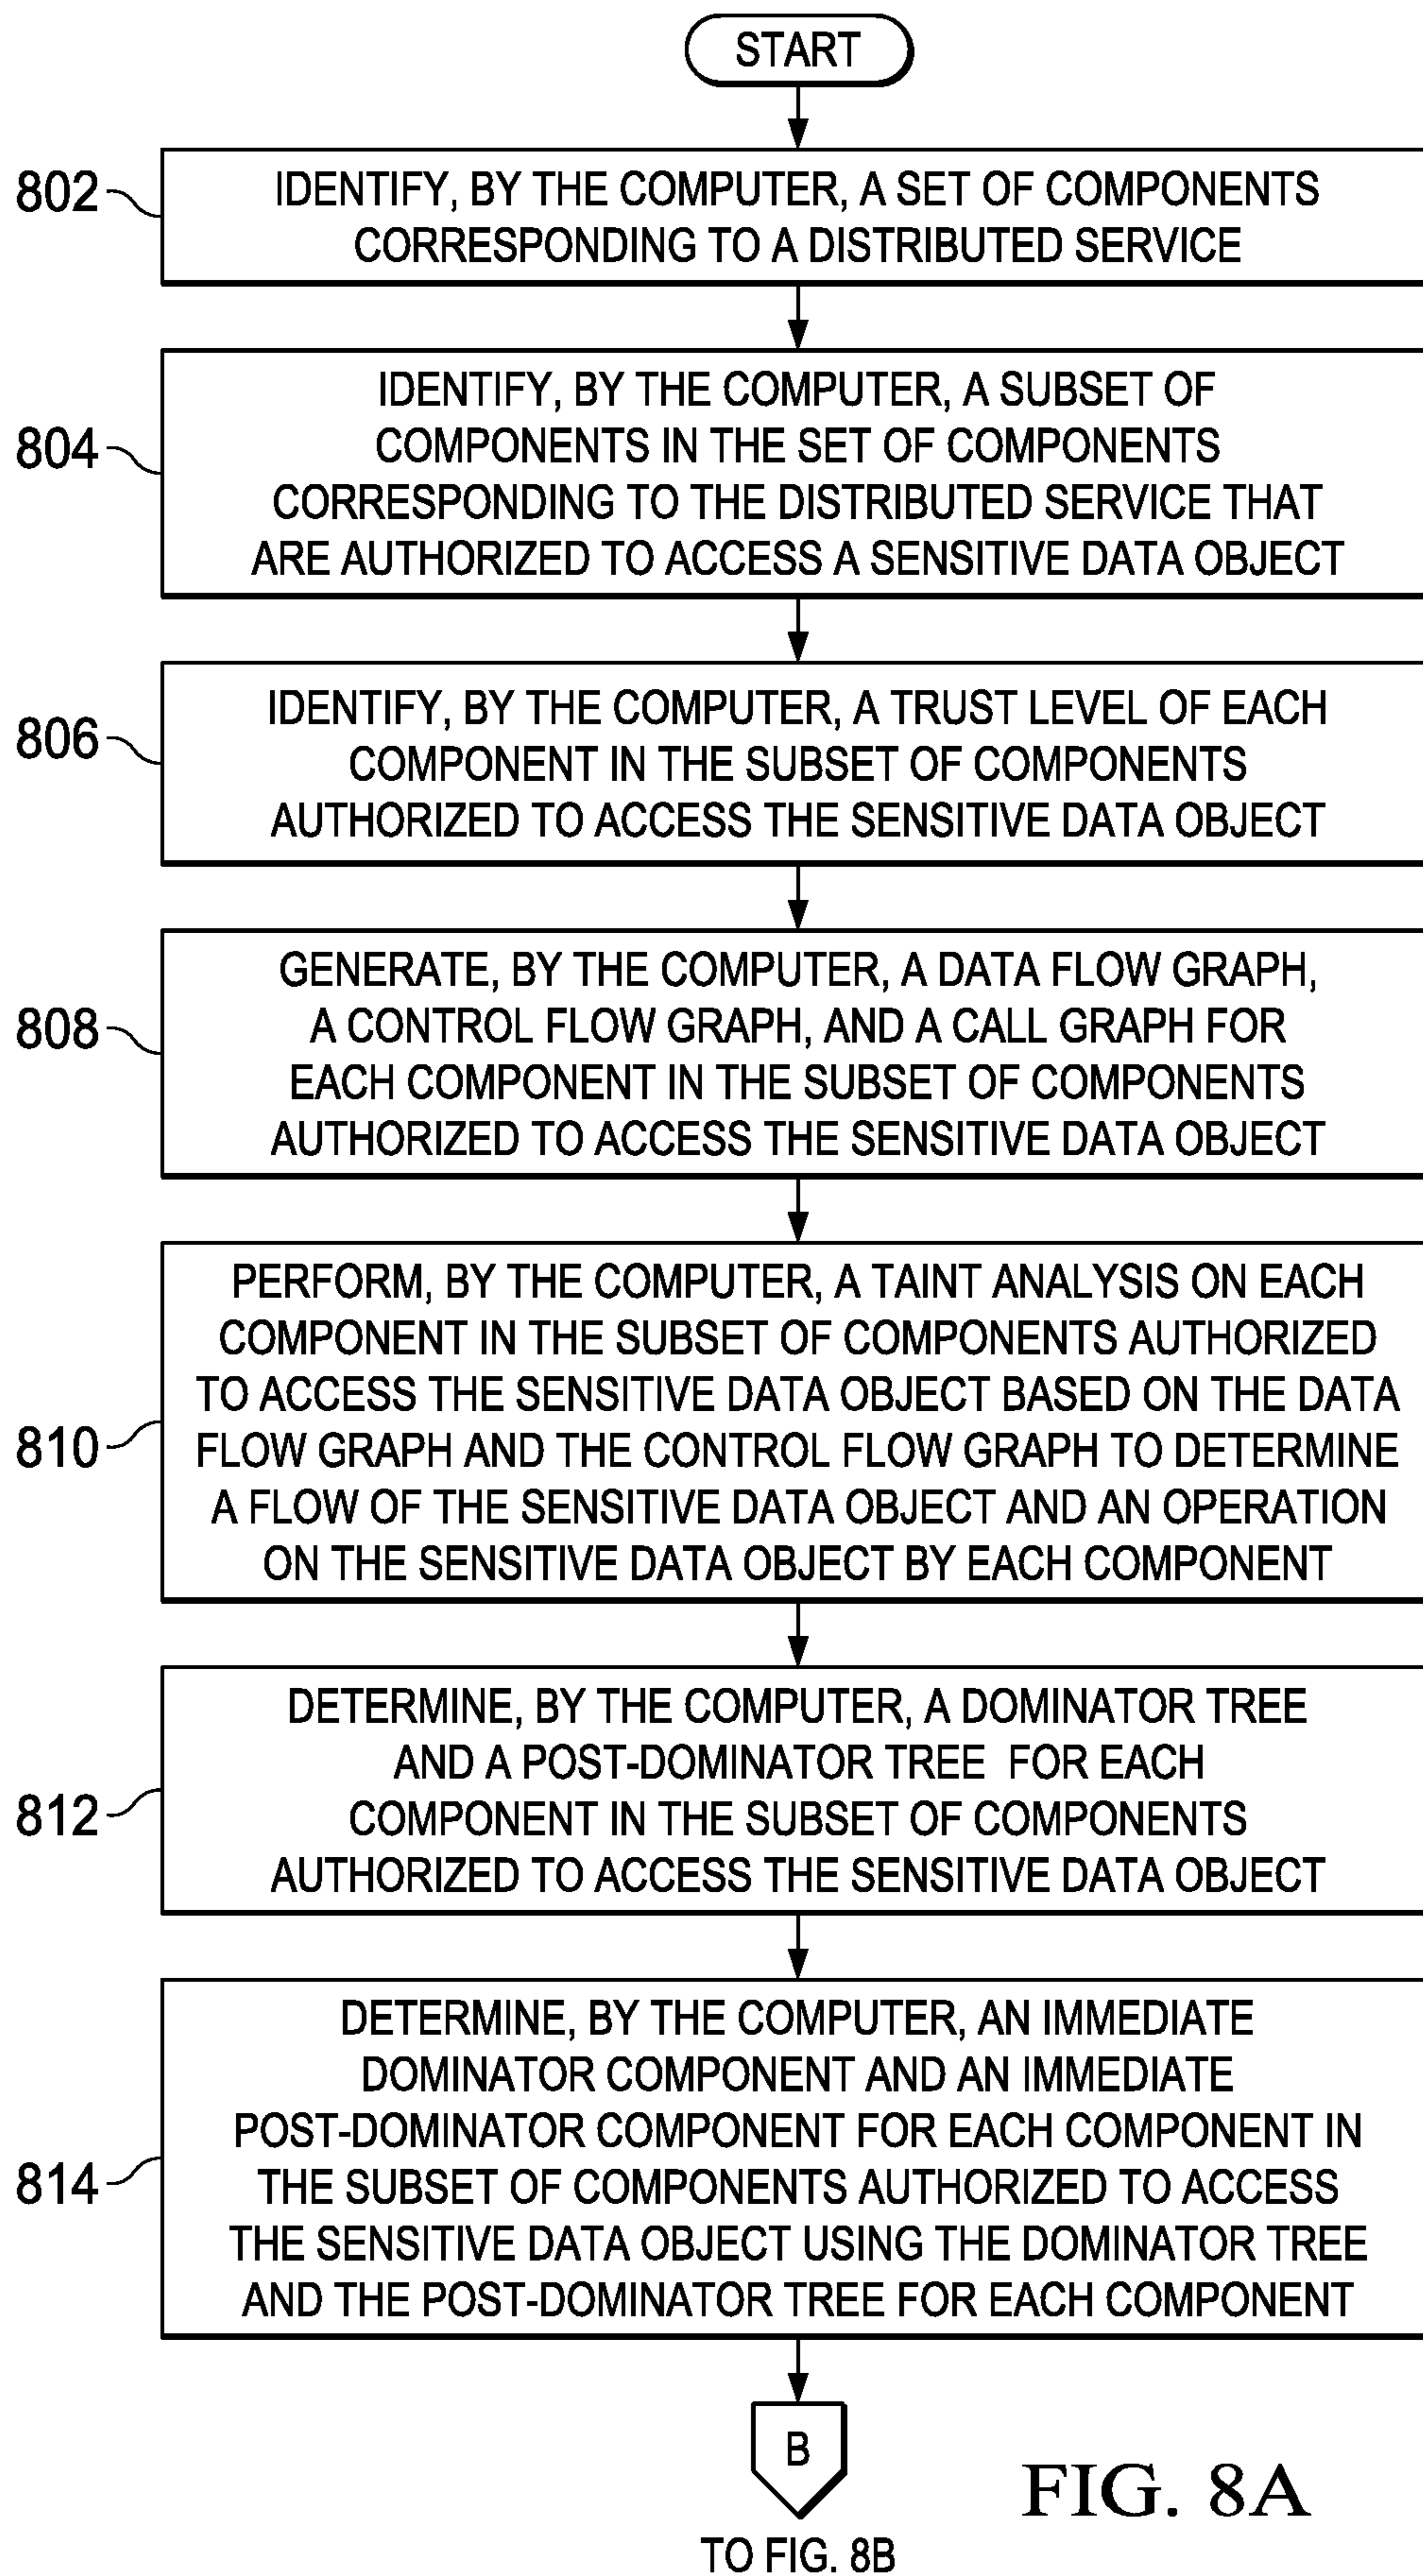 START
802
IDENTIFY, BY THE COMPUTER, A SET OF COMPONENTS
CORRESPONDING TO A DISTRIBUTED SERVICE
804
IDENTIFY, BY THE COMPUTER, A SUBSET OF
COMPONENTS IN THE SET OF COMPONENTS
CORRESPONDING TO THE DISTRIBUTED SERVICE THAT
ARE AUTHORIZED TO ACCESS A SENSITIVE DATA OBJECT
806
IDENTIFY, BY THE COMPUTER, A TRUST LEVEL OF EACH
COMPONENT IN THE SUBSET OF COMPONENTS
AUTHORIZED TO ACCESS THE SENSITIVE DATA OBJECT
808
GENERATE, BY THE COMPUTER, A DATA FLOW GRAPH,
A CONTROL FLOW GRAPH, AND A CALL GRAPH FOR
EACH COMPONENT IN THE SUBSET OF COMPONENTS
AUTHORIZED TO ACCESS THE SENSITIVE DATA OBJECT
810
PERFORM, BY THE COMPUTER, A TAINT ANALYSIS ON EACH
COMPONENT IN THE SUBSET OF COMPONENTS AUTHORIZED
TO ACCESS THE SENSITIVE DATA OBJECT BASED ON THE DATA
FLOW GRAPH AND THE CONTROL FLOW GRAPH TO DETERMINE
A FLOW OF THE SENSITIVE DATA OBJECT AND AN OPERATION
ON THE SENSITIVE DATA OBJECT BY EACH COMPONENT
812
DETERMINE, BY THE COMPUTER, A DOMINATOR TREE
AND A POST-DOMINATOR TREE FOR EACH
COMPONENT IN THE SUBSET OF COMPONENTS
AUTHORIZED TO ACCESS THE SENSITIVE DATA OBJECT
814
DETERMINE, BY THE COMPUTER, AN IMMEDIATE
DOMINATOR COMPONENT AND AN IMMEDIATE
POST-DOMINATOR COMPONENT FOR EACH COMPONENT IN
THE SUBSET OF COMPONENTS AUTHORIZED TO ACCESS
THE SENSITIVE DATA OBJECT USING THE DOMINATOR TREE
AND THE POST-DOMINATOR TREE FOR EACH COMPONENT
B
TO FIG. 8B
FIG. 8A